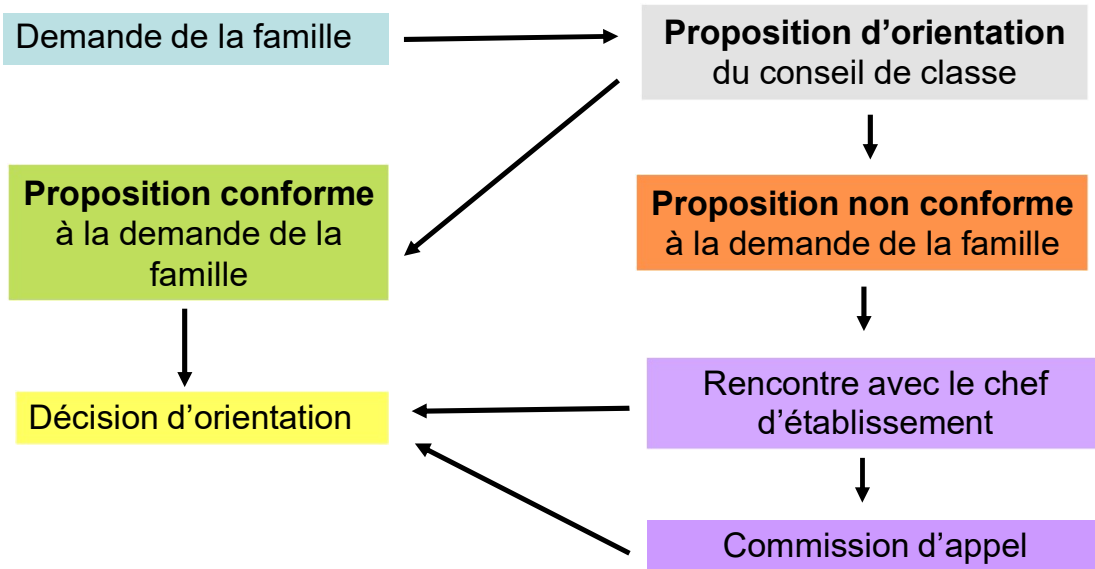 Demande de la famille
Proposition d’orientation
du conseil de classe
Proposition conforme
à la demande de la
famille
Proposition non conforme
à la demande de la famille
Décision d’orientation
Rencontre avec le chef
d’établissement
Commission d’appel